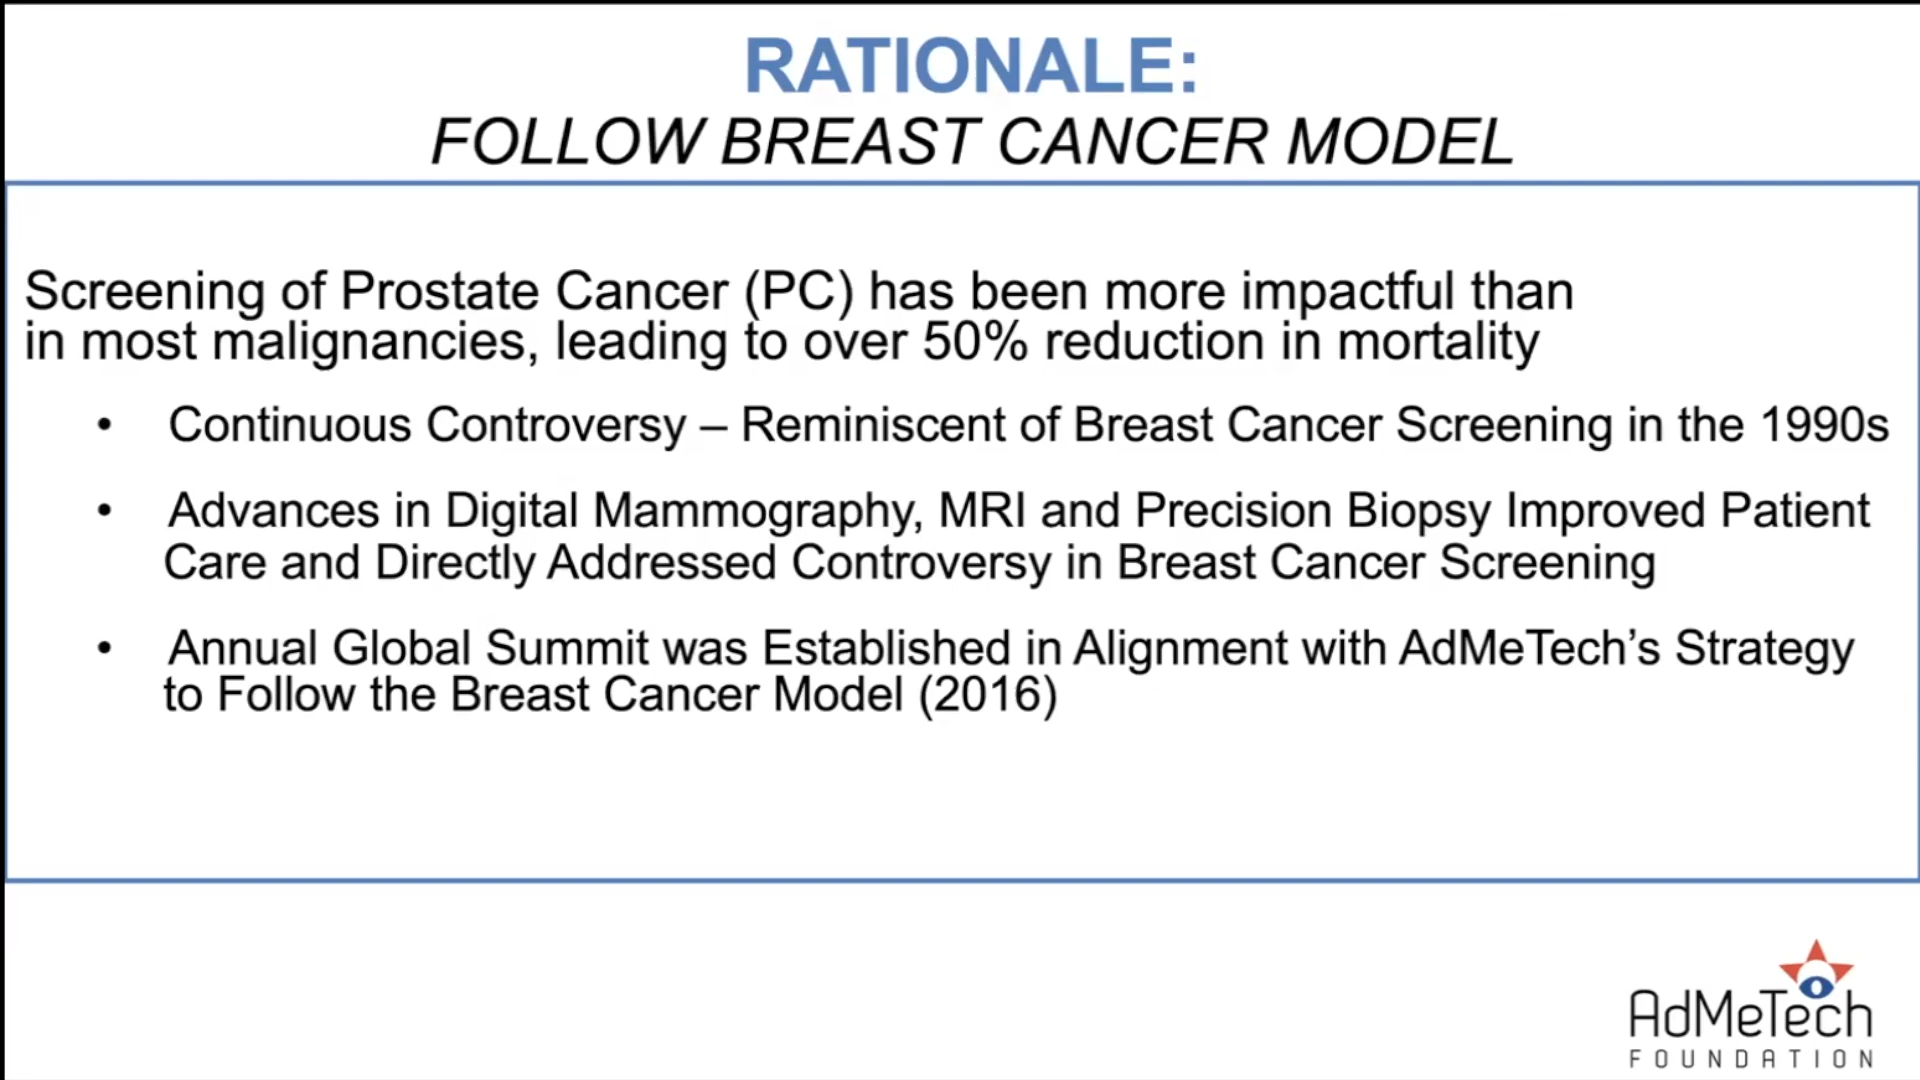 RATIONALE:
FOLLOW BREAST CANCER MODEL
Screening of Prostate Cancer (PC) has been more impactful than
in most malignancies, leading to over 50% reduction in mortality
• Continuous Controversy – Reminiscent of Breast Cancer Screening in the 1990s
• Advances in Digital Mammography, MRI and Precision Biopsy Improved Patient
Care and Directly Addressed Controversy in Breast Cancer Screening
• Annual Global Summit was Established in Alignment with AdMeTech’s Strategy
to Follow the Breast Cancer Model (2016)
AdMeTech
FOUNDATION